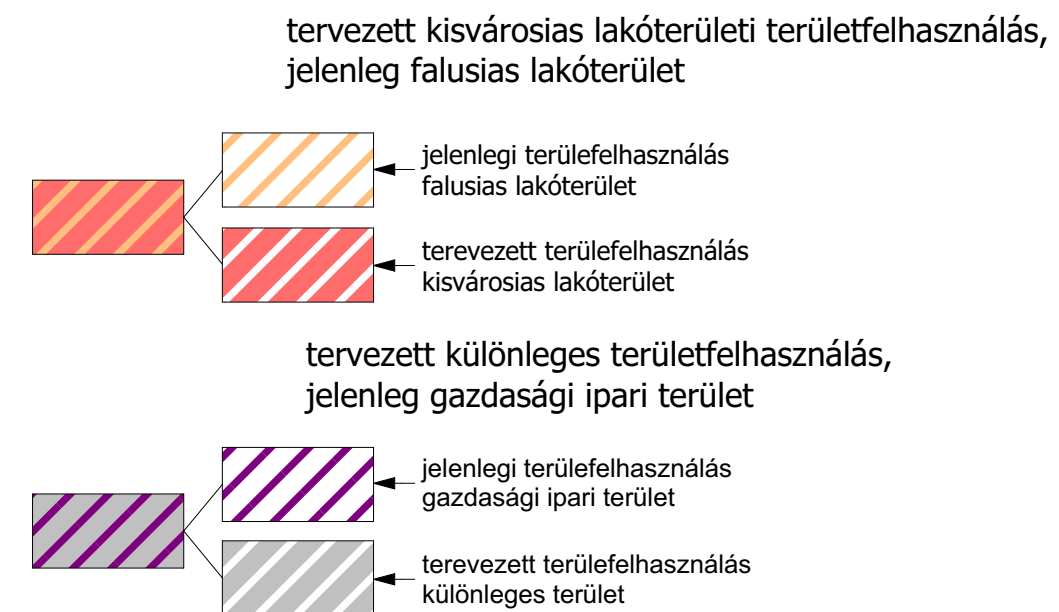 tervezett kisvárosias lakóterületi területfelhasználás,
jelenleg falusias lakóterület
jelenlegi terülefelhasználás
falusias lakóterület
terevezett terülefelhasználás
kisvárosias lakóterület
tervezett különleges területfelhasználás,
jelenleg gazdasági ipari terület
jelenlegi terülefelhasználás
gazdasági ipari terület
terevezett terülefelhasználás
különleges terület